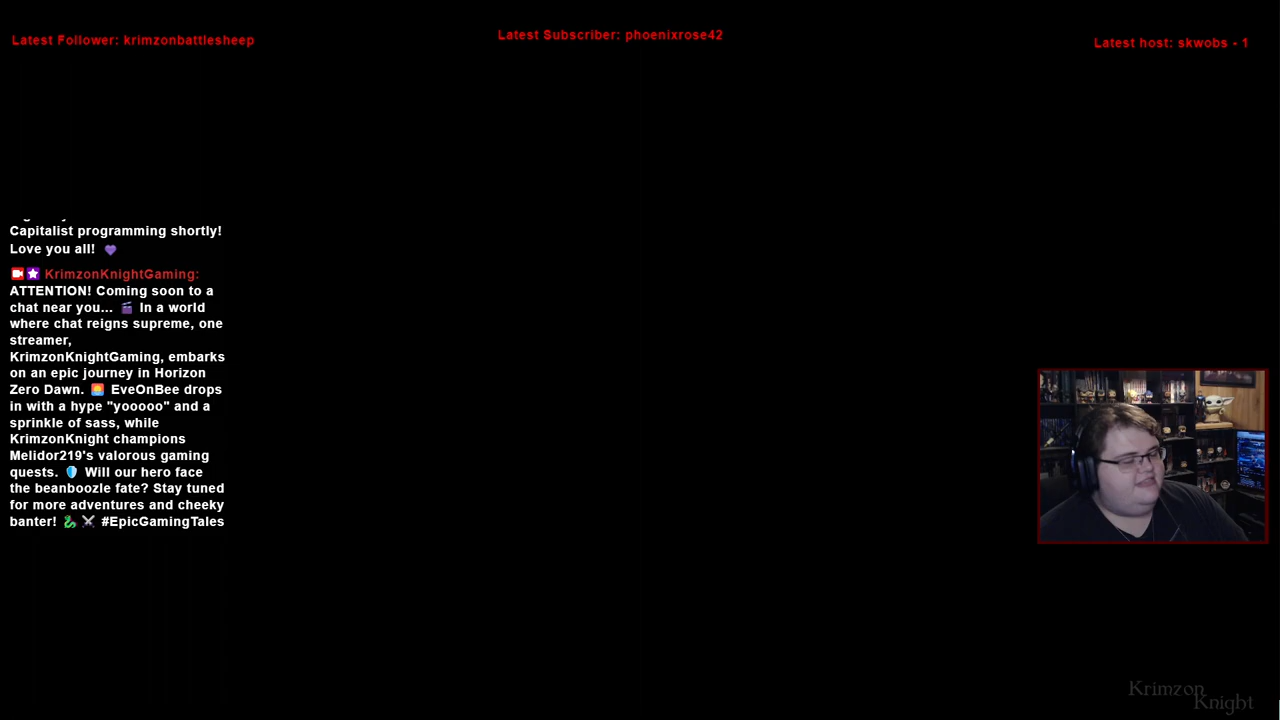 Latest Follower: krimzonbattlesheep
Latest Subscriber: phoenixrose42
Latest host: skwobs - 1
Capitalist programming shortly!
Love you all! 💜
KrimzonKnightGaming:
ATTENTION! Coming soon to a
chat near you... 🎬 In a world
where chat reigns supreme, one
streamer,
KrimzonKnightGaming, embarks
on an epic journey in Horizon
Zero Dawn. 🌅 EveOnBee drops
in with a hype "yooooo" and a
sprinkle of sass, while
KrimzonKnight champions
Melidor219's valorous gaming
quests. 🛡️ Will our hero face
the beanboozle fate? Stay tuned
for more adventures and cheeky
banter! 🐉 ⚔️ #EpicGamingTales
Krimzon
Knight